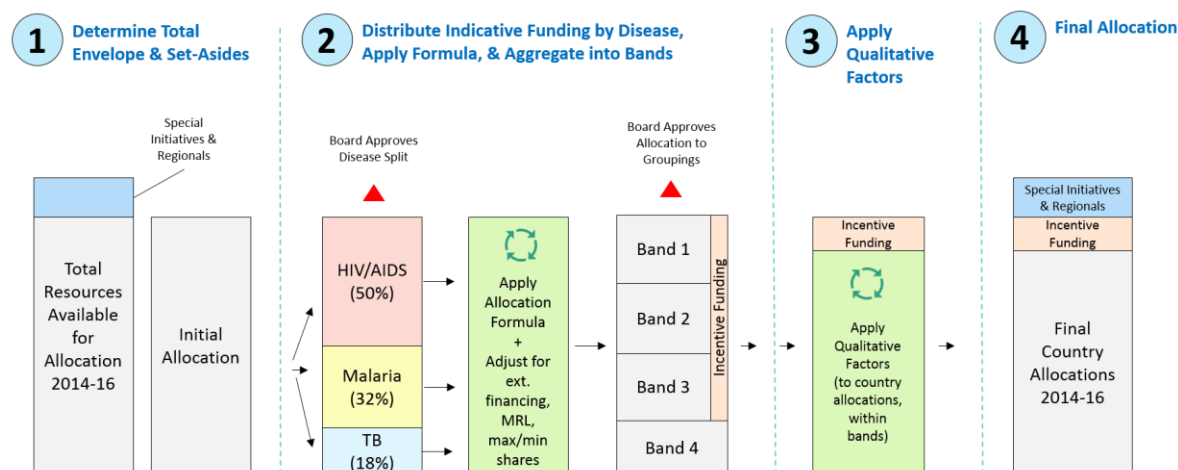 1
Determine Total
Envelope & Set-Asides
2
Distribute Indicative Funding by Disease,
Apply Formula, & Aggregate into Bands
3
Apply
Qualitative
Factors
4
Final Allocation
Special
Initiatives &
Regionals
Total
Resources
Available
for
Allocation
2014-16
Initial
Allocation
Board Approves
Disease Split
HIV/AIDS
(50%)
Malaria
(32%)
TB
(18%)
Apply
Allocation
Formula
+
Adjust for
ext.
financing,
MRL,
max/min
shares
Board Approves
Allocation to
Groupings
Band 1
Band 2
Band 3
Band 4
Incentive Funding
Incentive
Funding
Apply
Qualitative
Factors
(to country
allocations,
within
bands)
Special Initiatives
& Regionals
Incentive
Funding
Final
Country
Allocations
2014-16